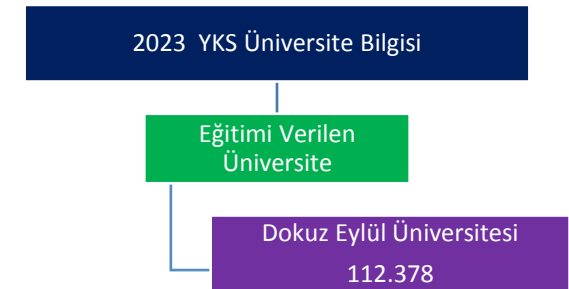 2023 YKS Üniversite Bilgisi
Eğitimi Verilen
Üniversite
Dokuz Eylül Üniversitesi
112.378